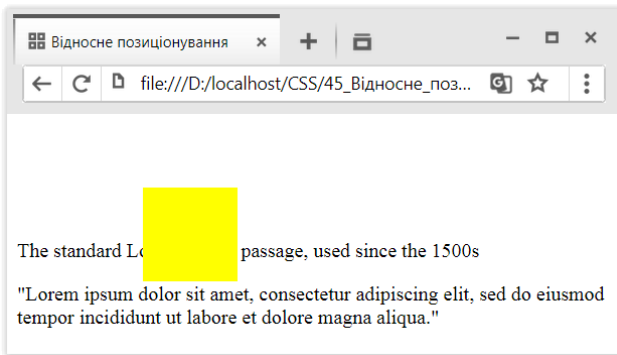 Відносне позиціонування
file:///D:/localhost/CSS/45_Відносне_поз...
The standard Lo passage, used since the 1500s
"Lorem ipsum dolor sit amet, consectetur adipiscing elit, sed do eiusmod
tempor incididunt ut labore et dolore magna aliqua."